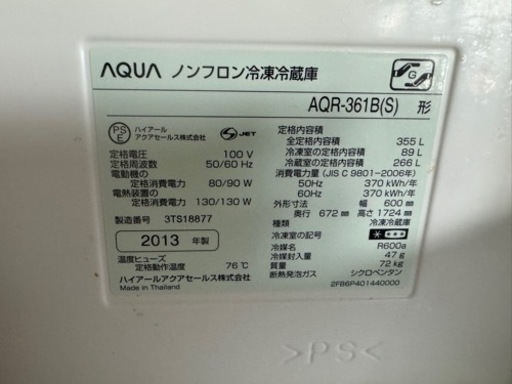 AQUA ノンフロン冷凍冷蔵庫
G
AQR-361B(S) 形
PS E ハイアール アクアセールス株式会社 S JET
定格電圧 100 V
定格周波数 50/60 Hz
電動機の
定格消費電力 80/90 W
電熱装置の
定格消費電力 130/130 W
製造番号 3TS18877
2013 年製
温度ヒューズ
定格動作温度 76℃
ハイアールアクアセールス株式会社
Made in Thailand
定格内容積
全定格内容積 355 L
冷凍室の定格内容積 89 L
冷蔵室の定格内容積 266 L
消費電力量 (JIS C 9801-2006年)
50Hz 370 kWh/年
60Hz 370 kWh/年
外形寸法 幅 600 mm
奥行 672 mm 高さ 1724 mm
種類 冷凍冷蔵庫
冷凍室の記号
冷媒 R600a
冷媒封入量 47 g
質量 72 kg
断熱発泡ガス シクロペンタン
2FB6P401440000
>PS<